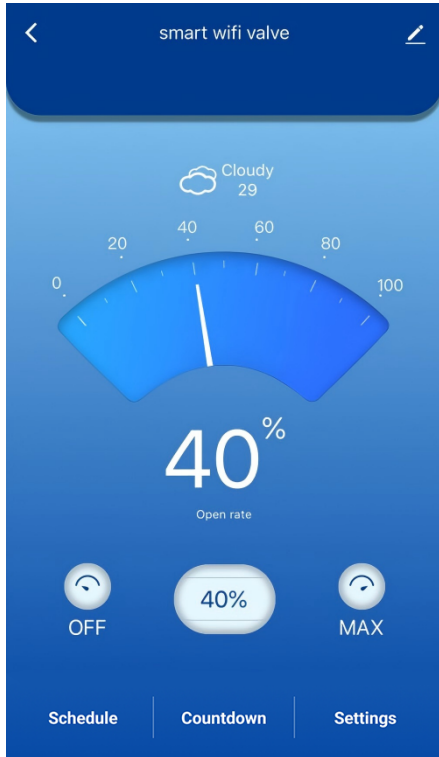 smart wifi valve
Cloudy
29
0
20
40
60
80
100
40%
Open rate
40%
OFF
MAX
Schedule
Countdown
Settings